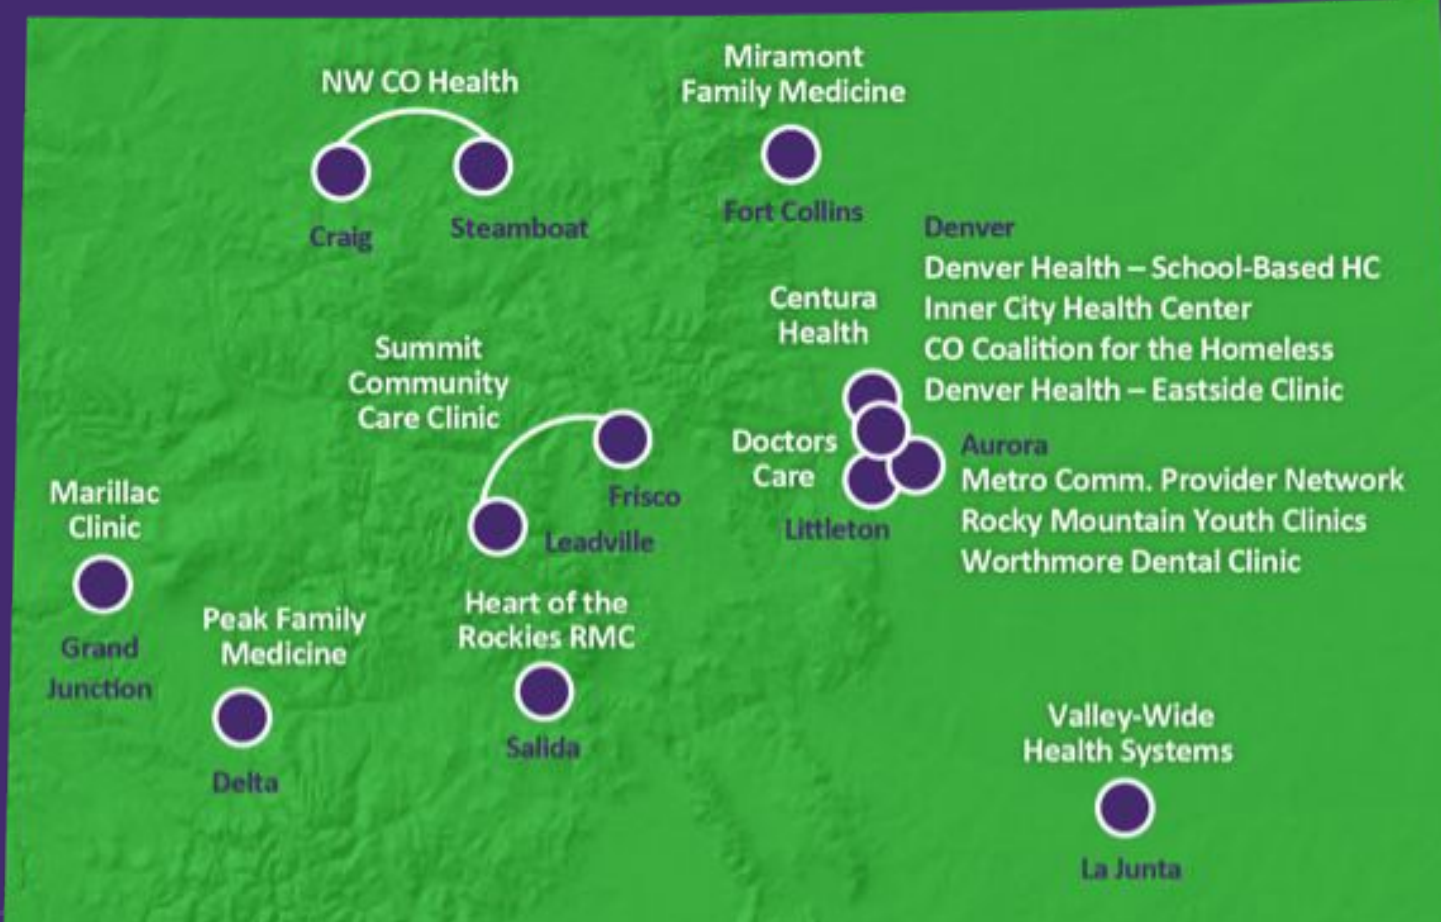 NW CO Health
Craig
Steamboat
Miramont
Family Medicine
Fort Collins
Denver
Denver Health – School-Based HC
Inner City Health Center
CO Coalition for the Homeless
Denver Health – Eastside Clinic
Centura
Health
Summit
Community
Care Clinic
Frisco
Leadville
Doctors
Care
Littleton
Aurora
Metro Comm. Provider Network
Rocky Mountain Youth Clinics
Worthmore Dental Clinic
Marillac
Clinic
Grand
Junction
Peak Family
Medicine
Delta
Heart of the
Rockies RMC
Salida
Valley-Wide
Health Systems
La Junta